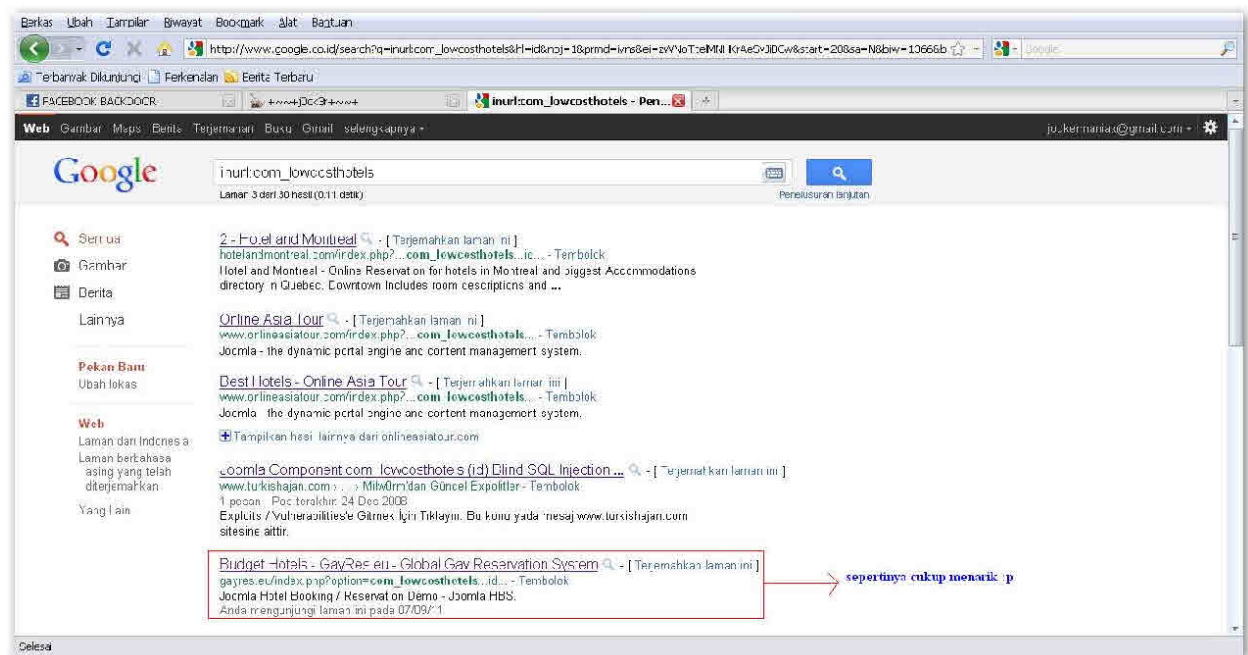 Berkas Ubah Tampilan Riwayat Bookmark Alat Bantuan
Terbanyak Dikunjungi Perkenalan Berita Terbaru
FACEBOOK BACKDOOR
inurl:com_lowcosthotels - Pen...
Web Gambar Maps Berita Terjemahan Buku Gmail selengkapnya
Google
inurl:com_lowcosthotels
Laman 3 dari 30 hasil (0.11 detik)
Penelusuran lanjutan
Semua
Gambar
Berita
Lainnya
Pekan Baru
Ubah lokasi
Web
Laman dari Indonesia
Laman berbahasa
asing yang telah
diterjemahkan
Yang Lain
2 - Hotel and Montreal - [ Terjemahkan laman ini ]
hotelandmontreal.com/index.php?...com_lowcosthotels...id... - Tembolok
Hotel and Montreal - Online Reservation for hotels in Montreal and biggest Accommodations
directory in Quebec. Downtown Includes room descriptions and ...
Online Asia Tour - [ Terjemahkan laman ini ]
www.onlineasiatour.com/index.php?...com_lowcosthotels... - Tembolok
Joomla - the dynamic portal engine and content management system.
Best Hotels - Online Asia Tour - [ Terjemahkan laman ini ]
www.onlineasiatour.com/index.php?...com_lowcosthotels... - Tembolok
Joomla - the dynamic portal engine and content management system.
Tampilkan hasil lainnya dari onlineasiatour.com
Joomla Component com_lowcosthotels (id) Blind SQL Injection ... - [ Terjemahkan laman ini ]
www.turkishajan.com › ... › Milw0rm'dan Güncel Expolitler - Tembolok
1 pesan - Pos terakhir: 24 Des 2008
Exploits / Vulnerabilities'e Gitmek İçin Tıklayın. Bu konu yada mesaj www.turkishajan.com
sitesine aittir.
Budget Hotels - GayRes.eu - Global Gay Reservation System - [ Terjemahkan laman ini ]
gayres.eu/index.php?option=com_lowcosthotels...id... - Tembolok
Joomla Hotel Booking / Reservation Demo - Joomla HBS.
Anda mengunjungi laman ini pada 07/09/11
sepertinya cukup menarik :p
Selesai